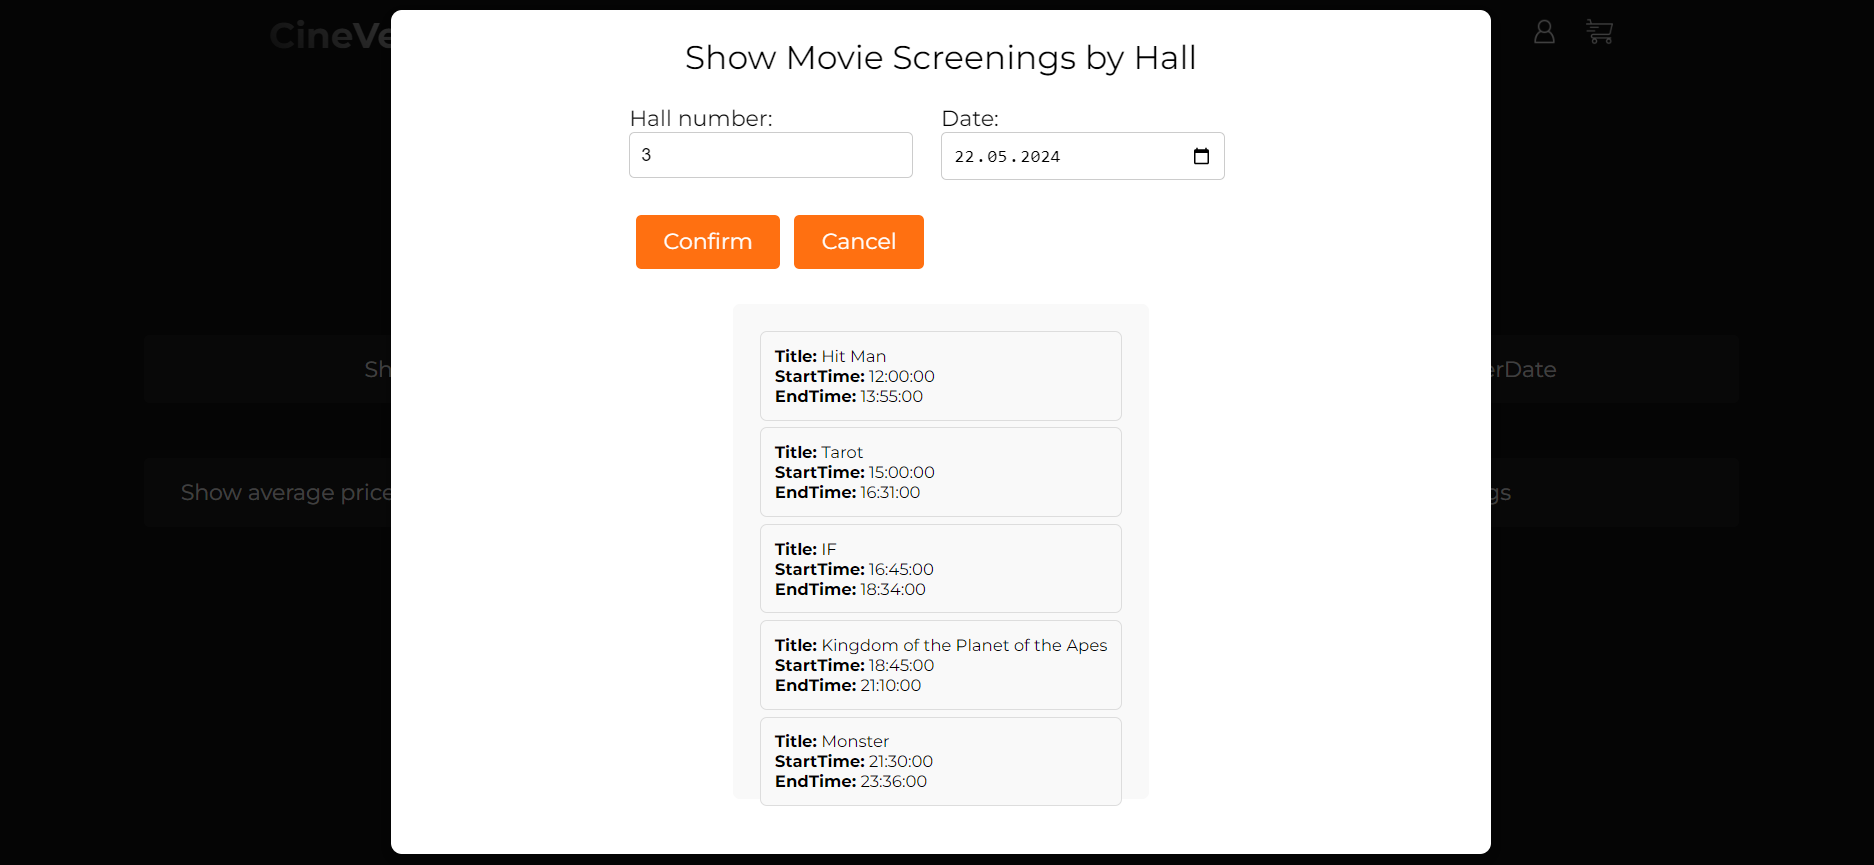 CineVe
Show Movie Screenings by Hall
Hall number:
Date:
3
22.05.2024
Confirm
Cancel
Sh
erDate
Show average price
gs
Title: Hit Man
StartTime: 12:00:00
EndTime: 13:55:00
Title: Tarot
StartTime: 15:00:00
EndTime: 16:31:00
Title: IF
StartTime: 16:45:00
EndTime: 18:34:00
Title: Kingdom of the Planet of the Apes
StartTime: 18:45:00
EndTime: 21:10:00
Title: Monster
StartTime: 21:30:00
EndTime: 23:36:00